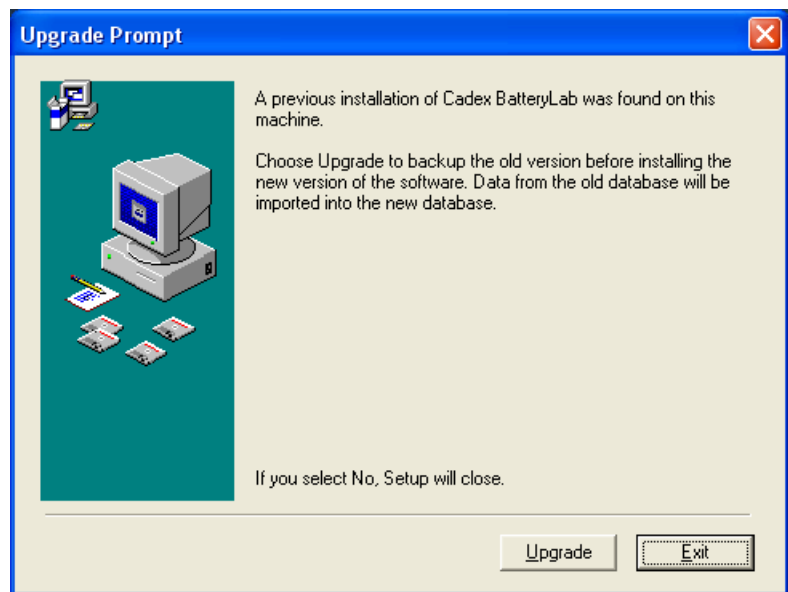 Upgrade Prompt
A previous installation of Cadex BatteryLab was found on this
machine.
Choose Upgrade to backup the old version before installing the
new version of the software. Data from the old database will be
imported into the new database.
If you select No, Setup will close.
Upgrade
Exit